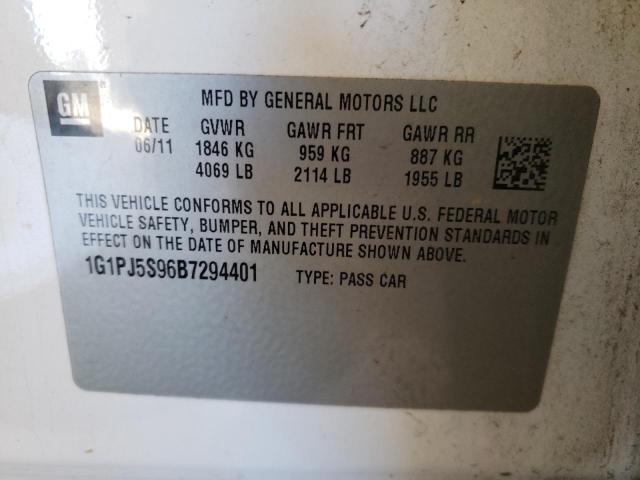 GM
MFD BY GENERAL MOTORS LLC
DATE GVWR GAWR FRT GAWR RR
06/11 1846 KG 959 KG 887 KG
4069 LB 2114 LB 1955 LB
THIS VEHICLE CONFORMS TO ALL APPLICABLE U.S. FEDERAL MOTOR
VEHICLE SAFETY, BUMPER, AND THEFT PREVENTION STANDARDS IN
EFFECT ON THE DATE OF MANUFACTURE SHOWN ABOVE.
1G1PJ5S96B7294401 TYPE: PASS CAR